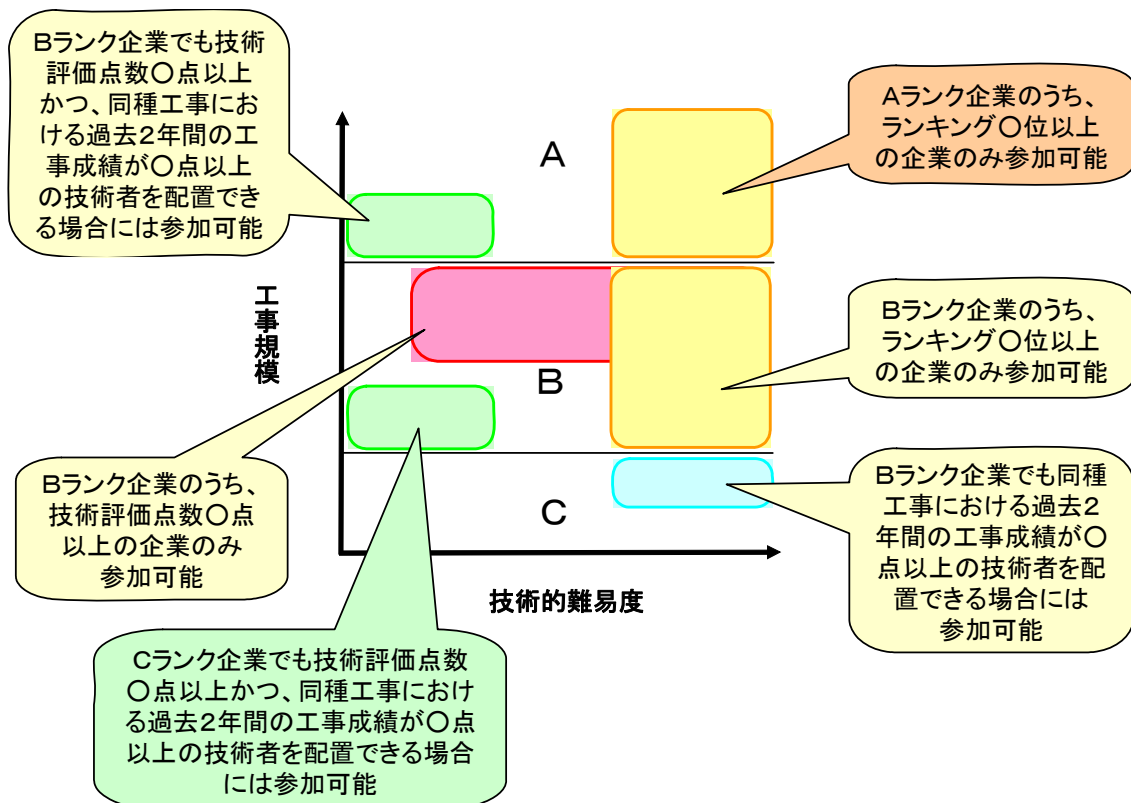 Bランク企業でも技術
評価点数〇点以上
かつ、同種工事にお
ける過去2年間の工
事成績が〇点以上
の技術者を配置でき
る場合には参加可能
Aランク企業のうち、
ランキング〇位以上
の企業のみ参加可能
A
工事規模
Bランク企業のうち、
ランキング〇位以上
の企業のみ参加可能
B
Bランク企業のうち、
技術評価点数〇点
以上の企業のみ
参加可能
C
Bランク企業でも同種
工事における過去2
年間の工事成績が〇
点以上の技術者を配
置できる場合には
参加可能
技術的難易度
Cランク企業でも技術評価点数
〇点以上かつ、同種工事におけ
る過去2年間の工事成績が〇点
以上の技術者を配置できる場合
には参加可能